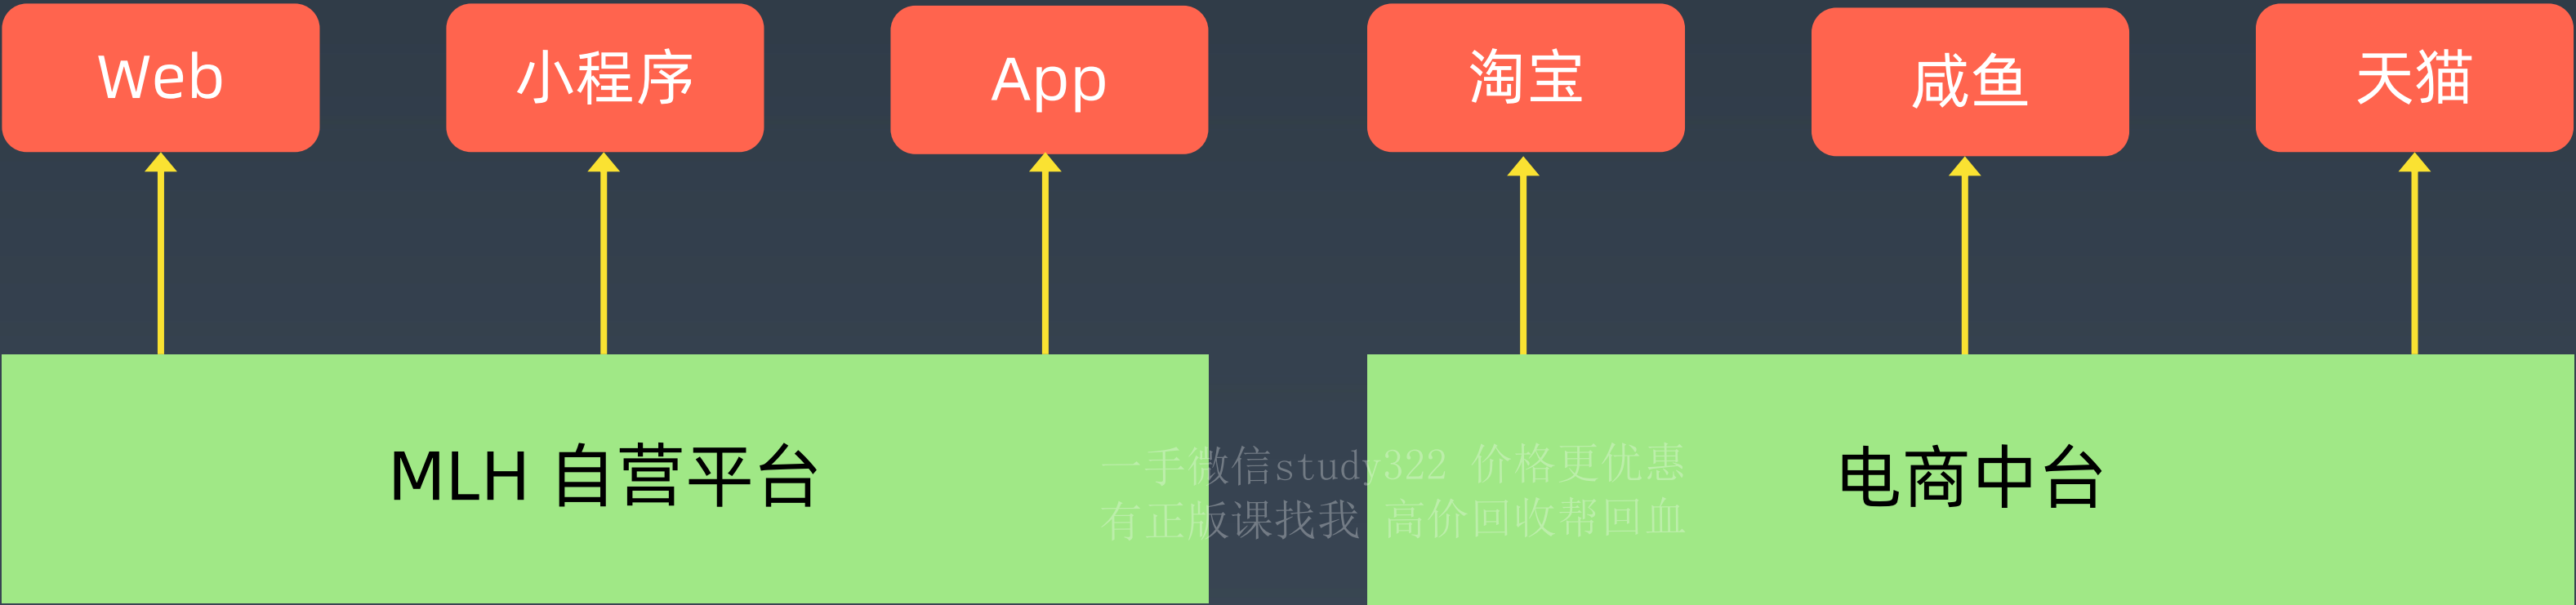 Web
小程序
App
淘宝
咸鱼
天猫
MLH 自营平台
电商中台
一手微信study322 价格更优惠
有正版课找我 高价回收帮回血